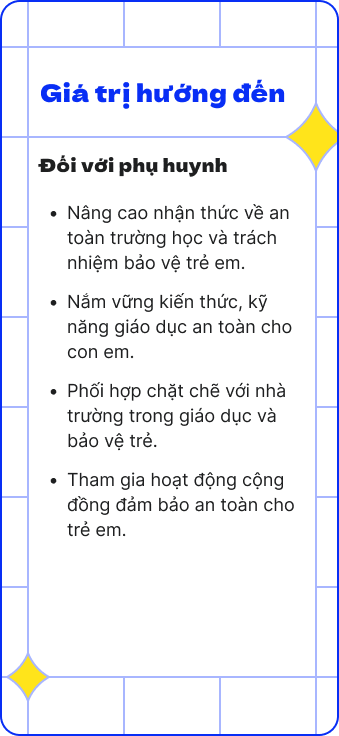 Giá trị hướng đến
Đối với phụ huynh
• Nâng cao nhận thức về an
toàn trường học và trách
nhiệm bảo vệ trẻ em.
• Nắm vững kiến thức, kỹ
năng giáo dục an toàn cho
con em.
• Phối hợp chặt chẽ với nhà
trường trong giáo dục và
bảo vệ trẻ.
• Tham gia hoạt động cộng
đồng đảm bảo an toàn cho
trẻ em.